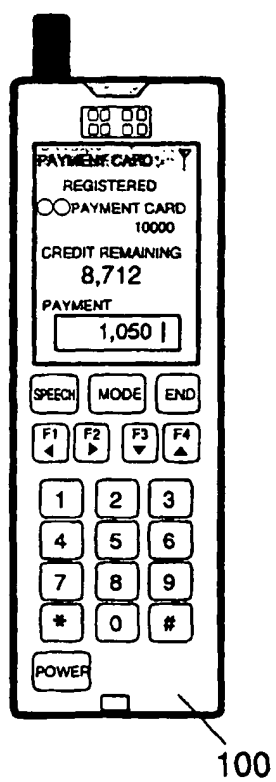 PAYMENT CARD
REGISTERED
○○PAYMENT CARD
10000
CREDIT REMAINING
8,712
PAYMENT
1,050 |
SPEECH MODE END
F1 F2 F3 F4
◀ ▶ ▼ ▲
1 2 3
4 5 6
7 8 9
* 0 #
POWER
100